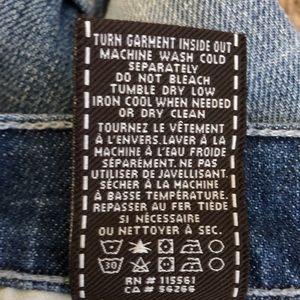 TURN GARMENT INSIDE OUT
MACHINE WASH COLD
SEPARATELY
DO NOT BLEACH
TUMBLE DRY LOW
IRON COOL WHEN NEEDED
OR DRY CLEAN
TOURNEZ LE VÊTEMENT
À L'ENVERS.LAVER À LA
MACHINE À L'EAU FROIDE
SÉPARÉMENT. NE PAS
UTILISER DE JAVELLISANT.
SÉCHER À LA MACHINE
À BASSE TEMPÉRATURE.
REPASSER AU FER TIÈDE
SI NÉCESSAIRE
OU NETTOYER À SEC.
30
RN # 115561
CA # 56266